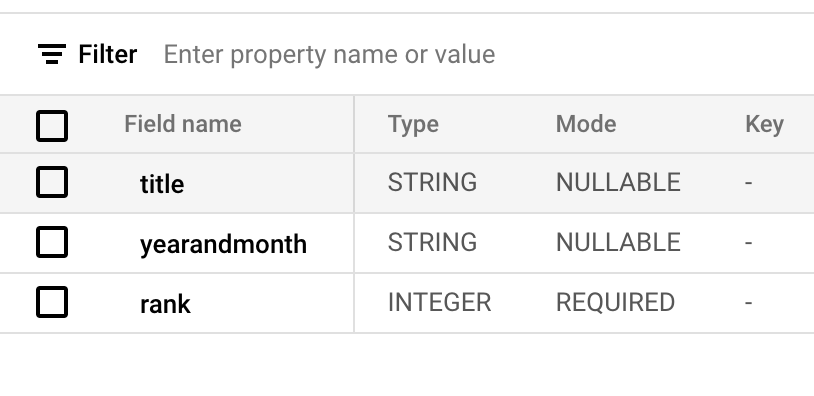 Filter Enter property name or value
Field name Type Mode Key
title STRING NULLABLE -
yearandmonth STRING NULLABLE -
rank INTEGER REQUIRED -